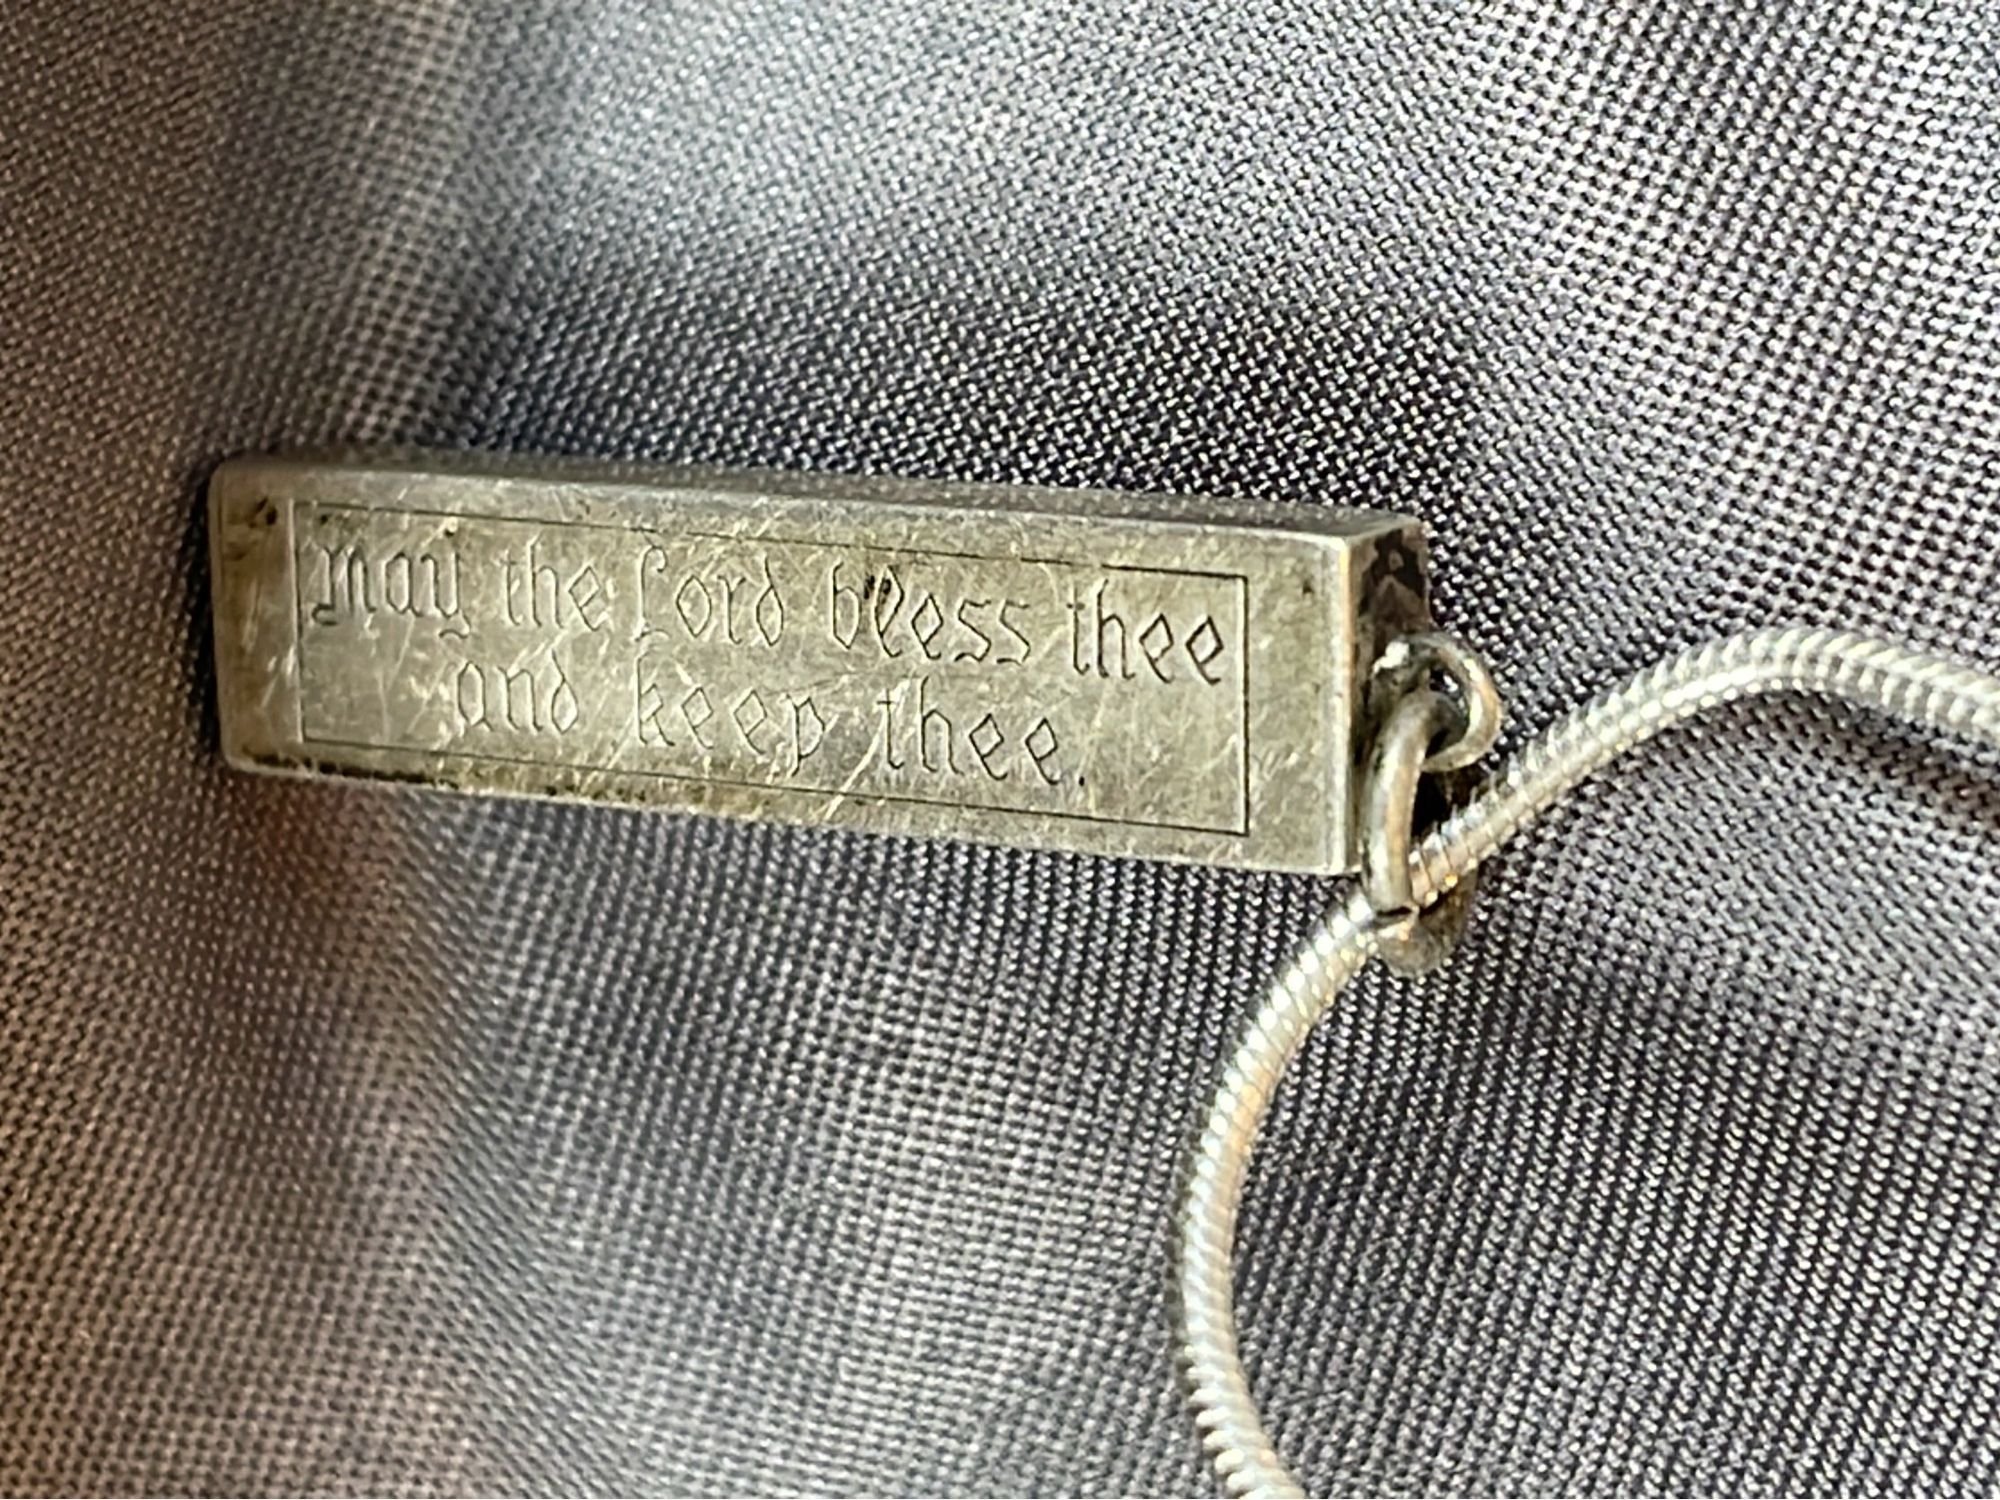 May the Lord bless thee
and keep thee.